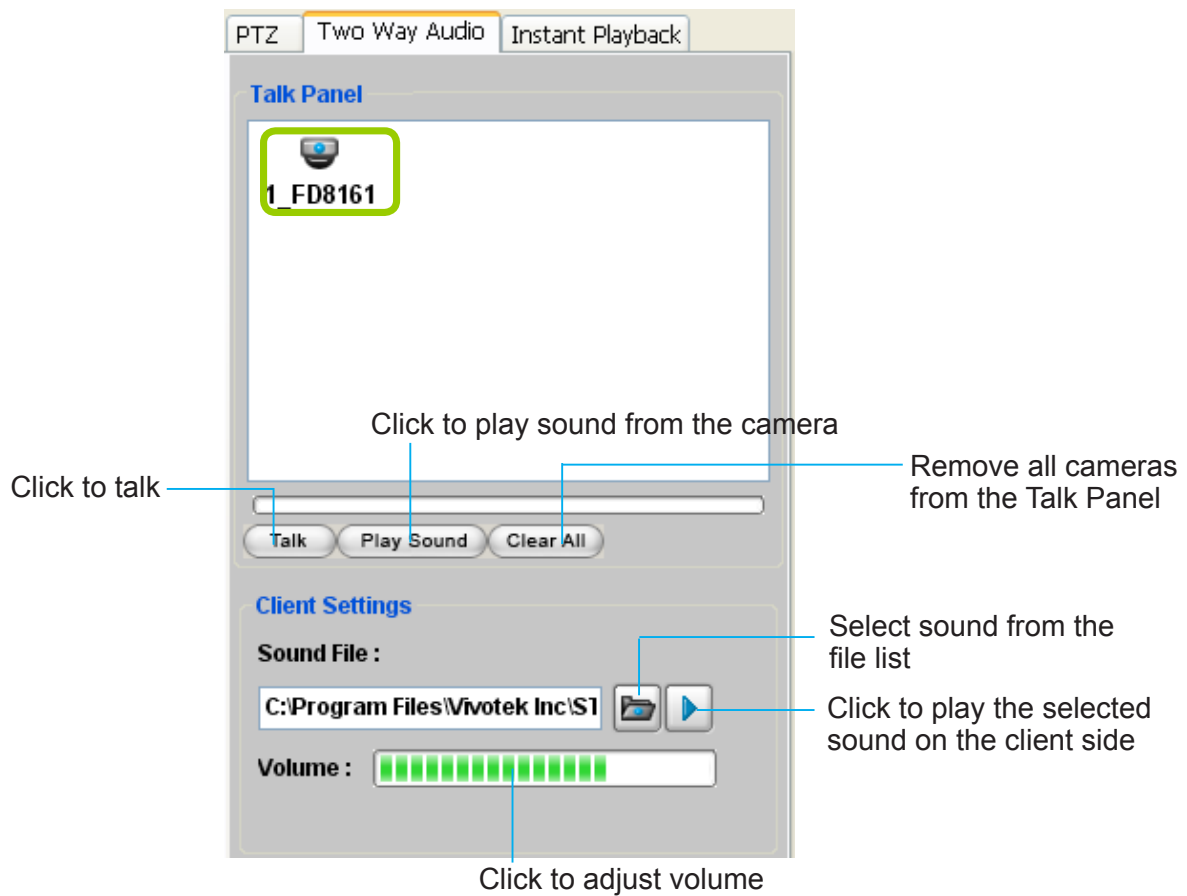 PTZ
Two Way Audio
Instant Playback
Talk Panel
1_FD8161
Click to play sound from the camera
Click to talk
Remove all cameras
from the Talk Panel
Talk
Play Sound
Clear All
Client Settings
Sound File :
Select sound from the
file list
C:\Program Files\Vivotek Inc\ST
Click to play the selected
sound on the client side
Volume :
Click to adjust volume